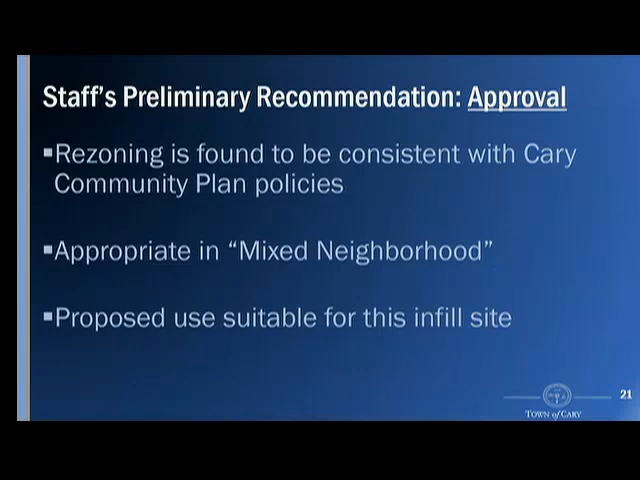 Staff's Preliminary Recommendation: Approval
▪Rezoning is found to be consistent with Cary
Community Plan policies
▪Appropriate in “Mixed Neighborhood”
▪Proposed use suitable for this infill site
21
TOWN of CARY